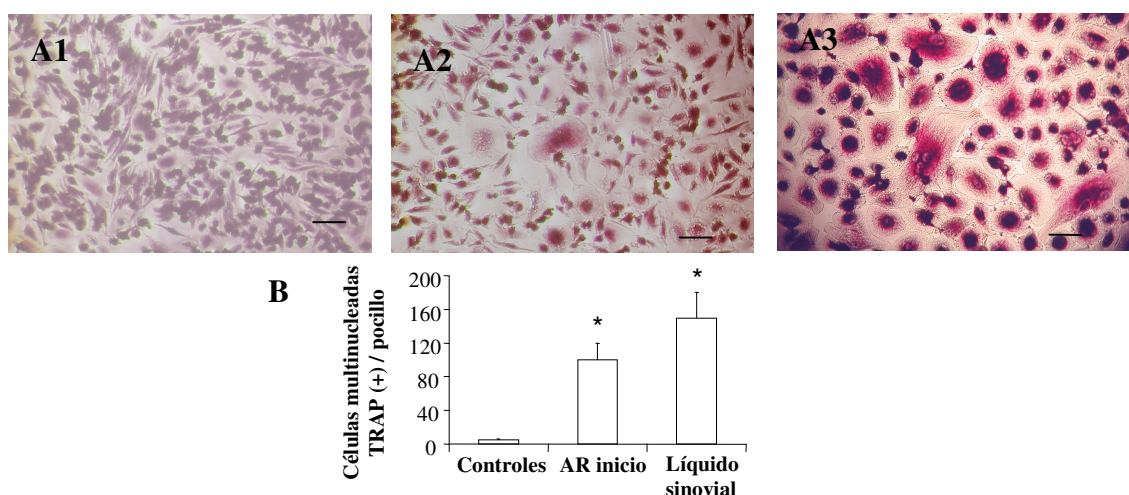 A1
A2
A3
B
Células multinucleadas
TRAP (+) / pocillo
200
160
120
80
40
0
*
*
Controles
AR inicio
Líquido
sinovial